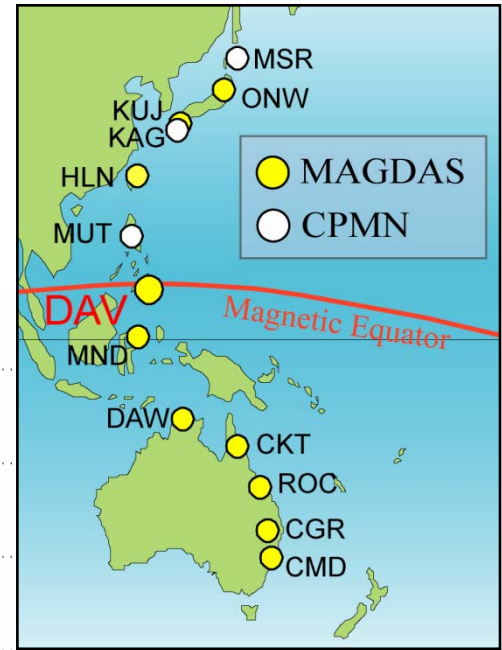 MSR
ONW
KUJ
KAG
HLN
MAGDAS
CPMN
MUT
DAV
Magnetic Equator
MND
DAW
CKT
ROC
CGR
CMD